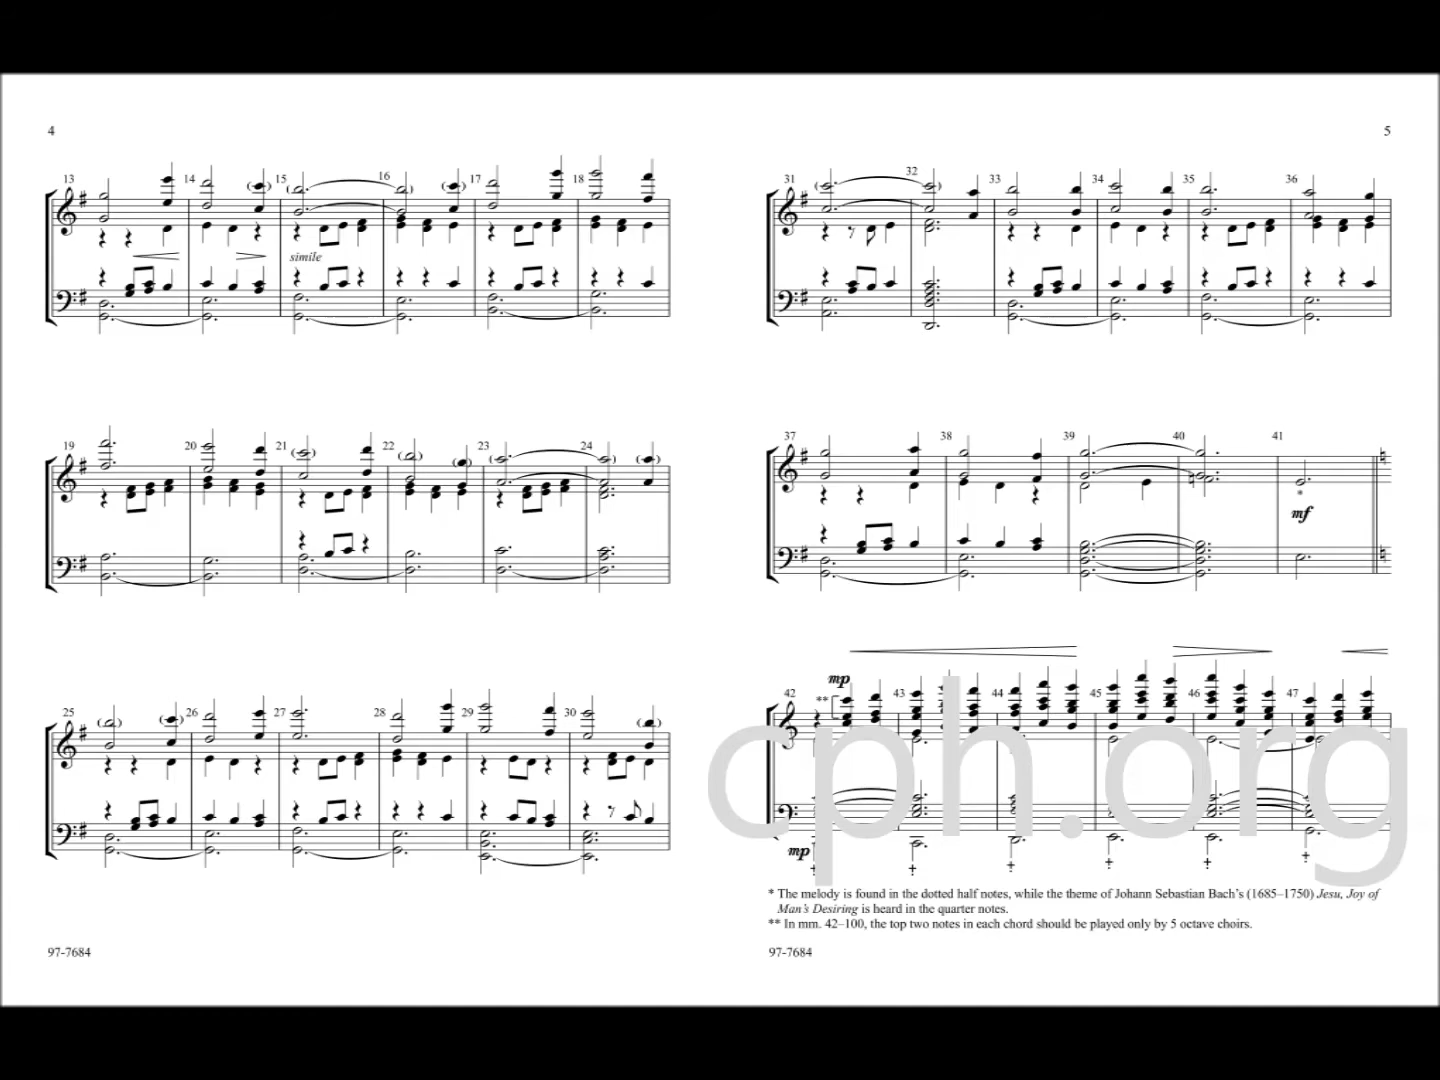 4
13 14 15 16 17 18
simile
19 20 21 22 23 24
25 26 27 28 29 30
97-7684
5
31 32 33 34 35 36
37 38 39 40 41
*
mf
mp
** 42 43 44 45 46 47
mp
cph.org
* The melody is found in the dotted half notes, while the theme of Johann Sebastian Bach's (1685–1750) Jesu, Joy of
Man's Desiring is heard in the quarter notes.
** In mm. 42–100, the top two notes in each chord should be played only by 5 octave choirs.
97-7684